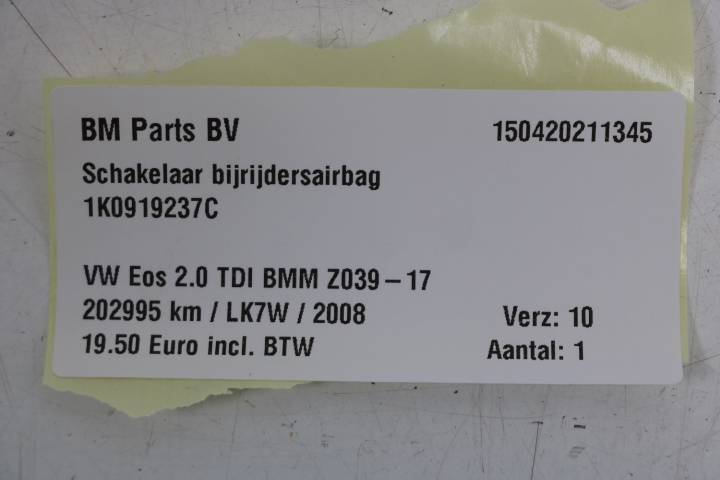 BM Parts BV 150420211345
Schakelaar bijrijdersairbag
1K0919237C
VW Eos 2.0 TDI BMM Z039-17
202995 km / LK7W / 2008 Verz: 10
19.50 Euro incl. BTW Aantal: 1